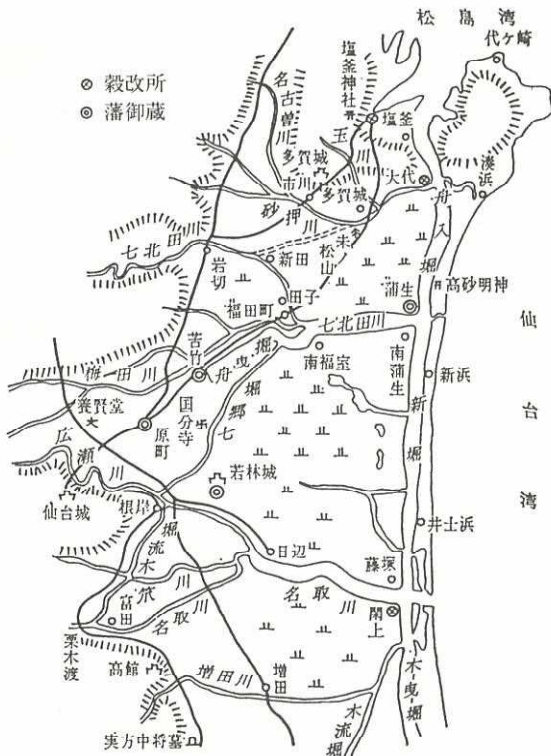 松島湾
代ヶ崎
⊗ 穀改所
◎ 藩御蔵
塩釜神社
塩釜
名古曽川
玉川
多賀城
市川
多賀城
大代
湊浜
舟入堀
砂押川
七北田川
末松山
新田
岩切
田子
福田町
蒲生
高砂明神
七北田川
仙台湾
苦竹
舟曳堀
南福室
南蒲生
新浜
梅田川
養賢堂
国分寺
原町
七郷堀
新堀
広瀬川
若林城
仙台城
根岸
井土浜
木流堀
日辺
藤塚
笊川
名取川
富田
名取川
閖上
栗木渡
高館
増田川
増田
木曳堀
木流堀
実方中将墓